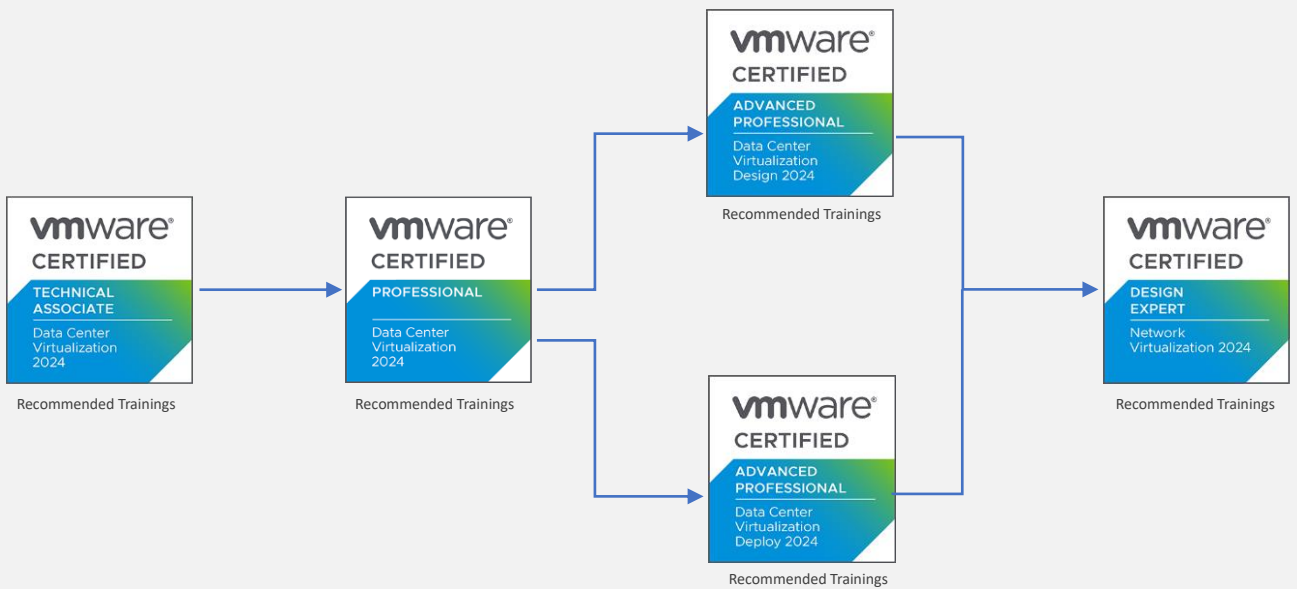 vmware®
CERTIFIED
TECHNICAL
ASSOCIATE
Data Center
Virtualization
2024
Recommended Trainings
vmware®
CERTIFIED
PROFESSIONAL
Data Center
Virtualization
2024
Recommended Trainings
vmware®
CERTIFIED
ADVANCED
PROFESSIONAL
Data Center
Virtualization
Design 2024
Recommended Trainings
vmware®
CERTIFIED
ADVANCED
PROFESSIONAL
Data Center
Virtualization
Deploy 2024
Recommended Trainings
vmware®
CERTIFIED
DESIGN
EXPERT
Network
Virtualization 2024
Recommended Trainings